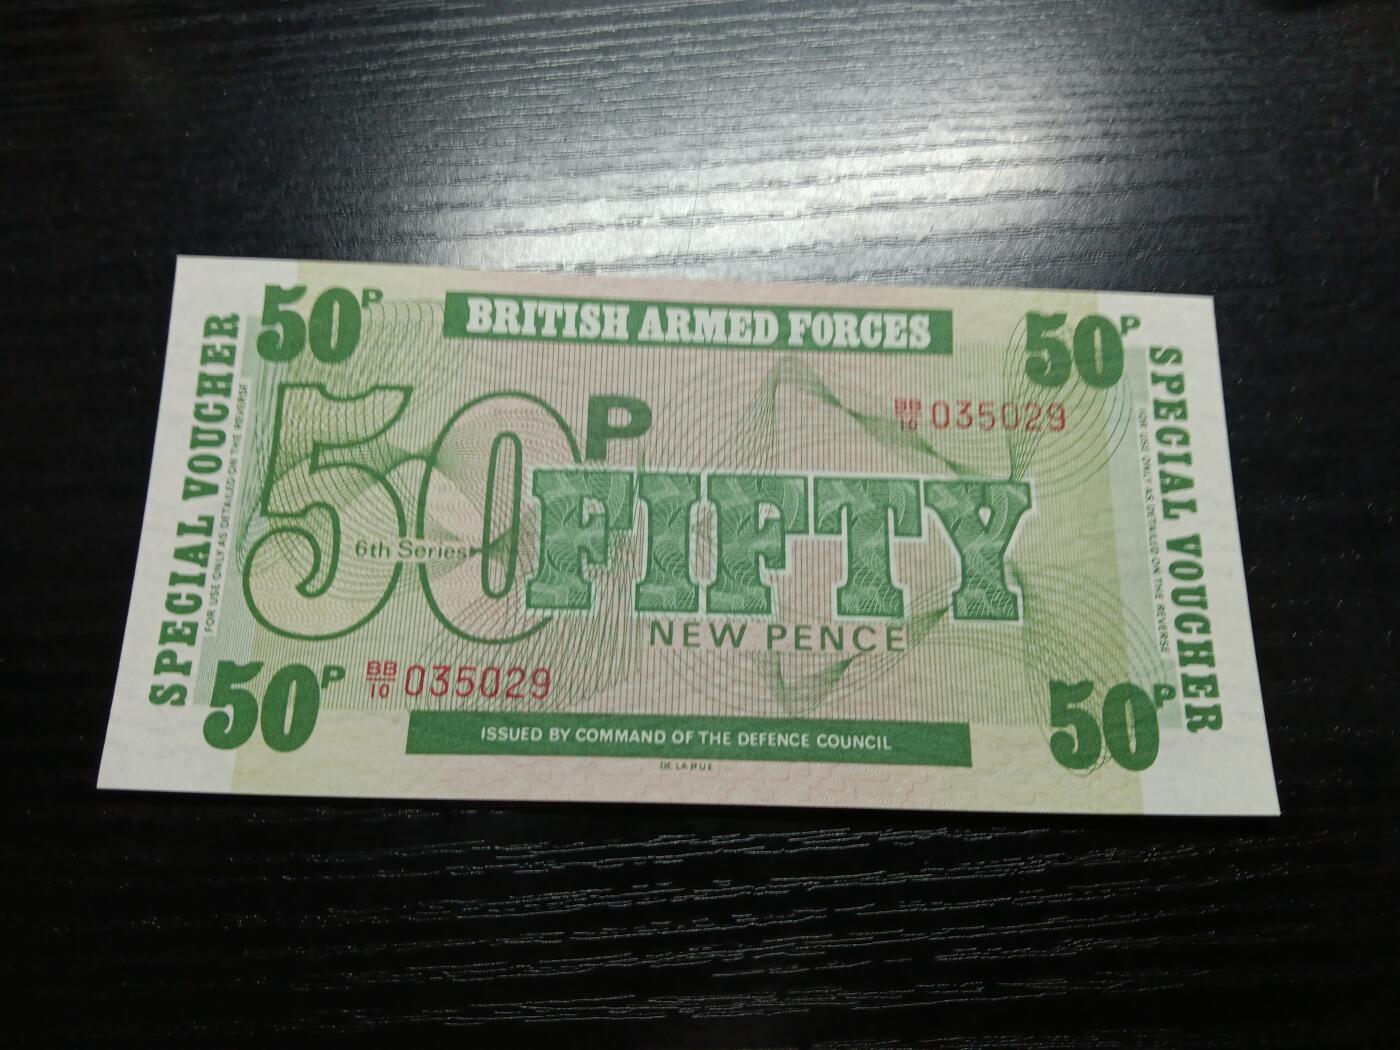 50P
BRITISH ARMED FORCES
50P
SPECIAL VOUCHER
FOR USE ONLY AS DETAILED ON THE REVERSE
50P
BB/10 035029
FIFTY
6th Series
NEW PENCE
SPECIAL VOUCHER
FOR USE ONLY AS DETAILED ON THE REVERSE
50P
BB/10 035029
50P
ISSUED BY COMMAND OF THE DEFENCE COUNCIL
DE LA RUE